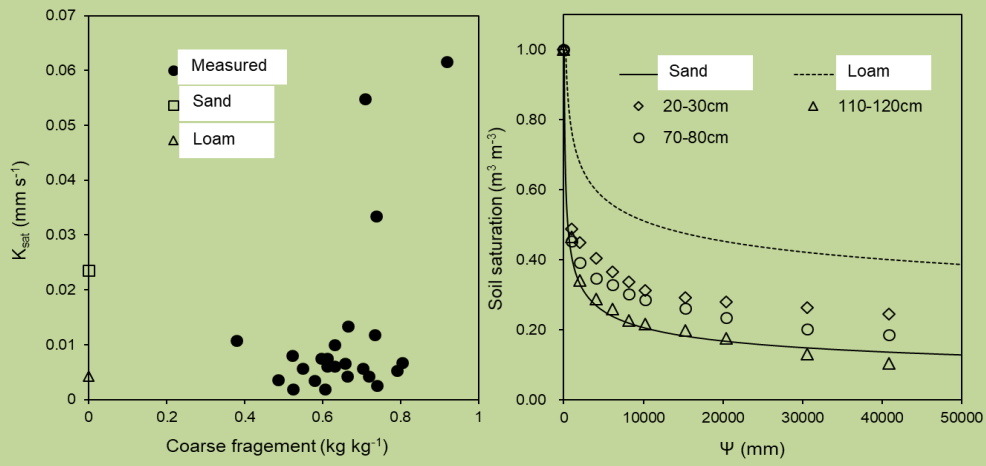 0.07
0.06
0.05
0.04
0.03
0.02
0.01
0
K_sat (mm s⁻¹)
Measured
Sand
Loam
0 0.2 0.4 0.6 0.8 1
Coarse fragement (kg kg⁻¹)
1.00
0.80
0.60
0.40
0.20
0.00
Soil saturation (m³ m⁻³)
Sand Loam
20-30cm 110-120cm
70-80cm
0 10000 20000 30000 40000 50000
Ψ (mm)